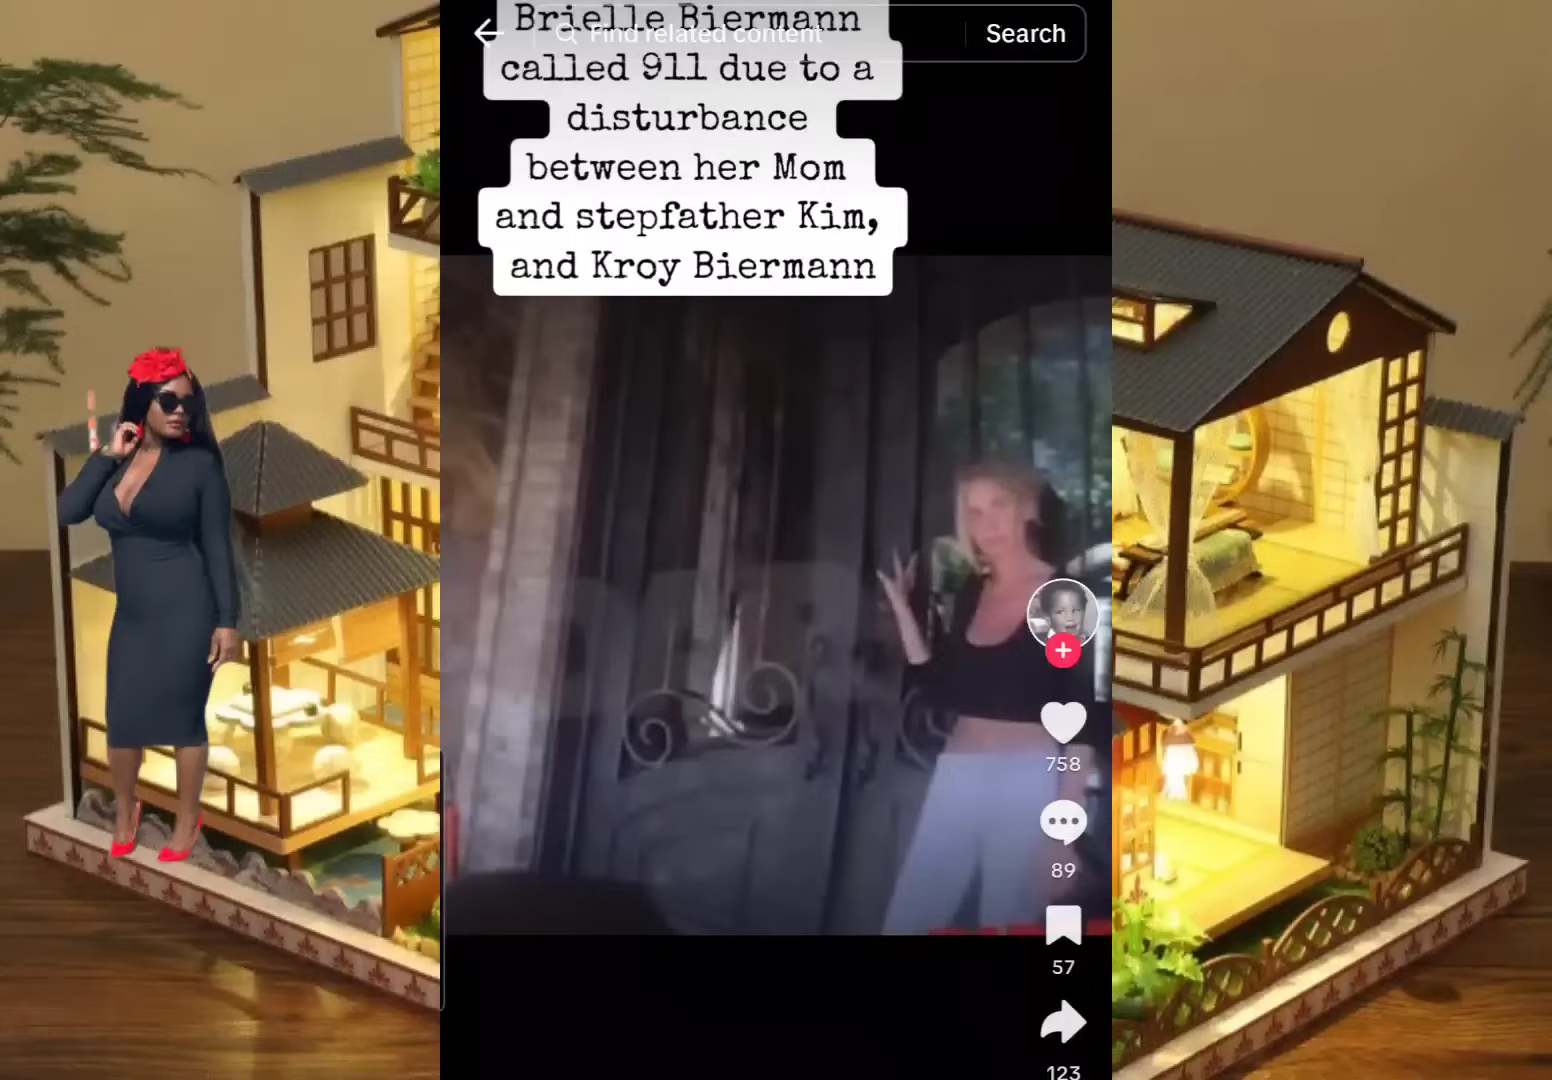 Brielle Biermann
Find related content
Search
called 911 due to a
disturbance
between her Mom
and stepfather Kim,
and Kroy Biermann
758
89
57
123